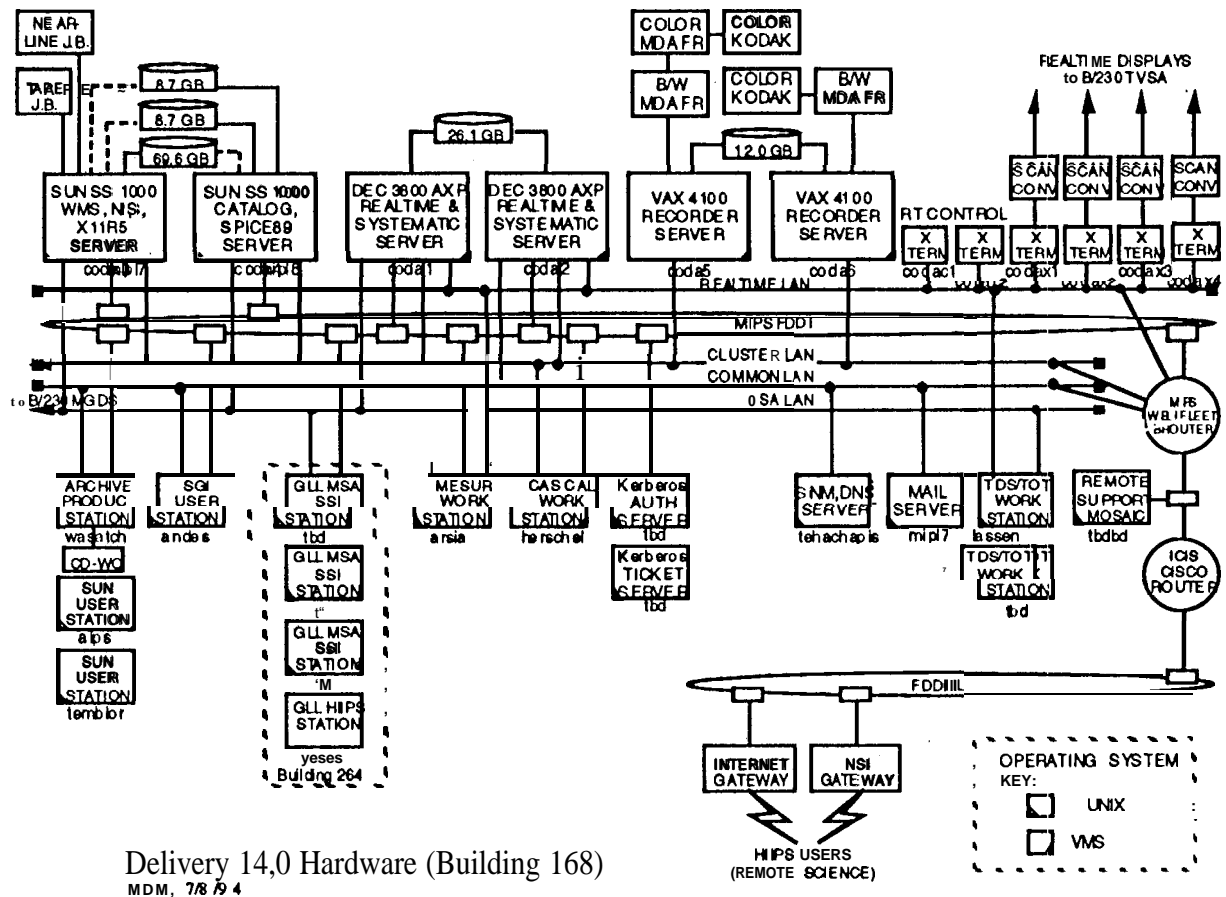 NEAR-
LINE J.B.
J.B.
8.7 GB
8.7 GB
69.6 GB
26.1 GB
COLOR
MDA FR
COLOR
KODAK
B/W
MDA FR
COLOR
KODAK
B/W
MDA FR
12.0 GB
REALTIME DISPLAYS
to B/230 TVSA
SCAN
CONV
SCAN
CONV
SCAN
CONV
SCAN
CONV
SUN SS 1000
WMS, NIS,
X11R5
SERVER
SUN SS 1000
CATALOG,
SPICE89
SERVER
DEC 3800 AXP
REALTIME &
SYSTEMATIC
SERVER
coda1
DEC 3800 AXP
REALTIME &
SYSTEMATIC
SERVER
coda2
VAX 4100
RECORDER
SERVER
coda5
VAX 4100
RECORDER
SERVER
coda6
RT CONTROL
X
TERM
codac1
X
TERM
X
TERM
codax1
X
TERM
codax2
X
TERM
codax3
X
TERM
codax4
REALTIME LAN
MIPS FDDI
CLUSTER LAN
i
COMMON LAN
to B/230 MGDS
OSA LAN
MIPS
WELLFLEET
ROUTER
ARCHIVE
PRODUC
STATION
wasatch
CD-WO
SUN
USER
STATION
alps
SUN
USER
STATION
temblor
SGI
USER
STATION
andes
GLL MSA
SSI
STATION
tbd
GLL MSA
SSI
STATION
t"
GLL MSA
SSI
STATION
'M
GLL HIIPS
STATION
yeses
Building 264
MESUR
WORK
STATION
arsia
CAS CAL
WORK
STATION
herschel
Kerberos
AUTH
SERVER
tbd
Kerberos
TICKET
SERVER
tbd
SNM, DNS
SERVER
tehachapis
MAIL
SERVER
mipl7
TDS/TOT
WORK
STATION
lassen
WORK
STATION
tbd
REMOTE
SUPPORT
MOSAIC
tbdbd
ICIS
CISCO
ROUTER
INTERNET
GATEWAY
NSI
GATEWAY
HIIPS USERS
(REMOTE SCIENCE)
OPERATING SYSTEM
KEY:
UNIX
VMS
Delivery 14,0 Hardware (Building 168)
MDM, 7/8/94